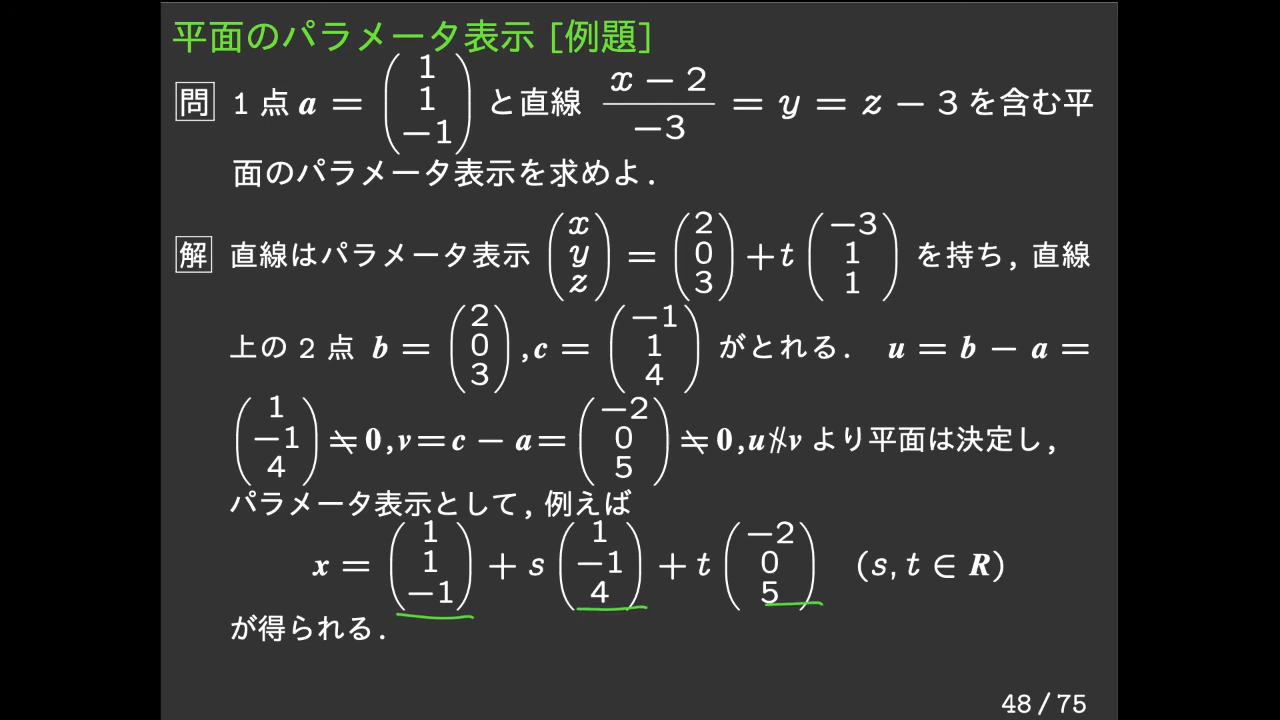 平面のパラメータ表示 [例題]
問 1 点 a = (1 1 −1) と直線 (x − 2)/(−3) = y = z − 3 を含む平
面のパラメータ表示を求めよ.
解 直線はパラメータ表示 (x y z) = (2 0 3) + t (−3 1 1) を持ち, 直線
上の 2 点 b = (2 0 3), c = (−1 1 4) がとれる. u = b − a =
(1 −1 4) ≒̸ 0, v = c − a = (−2 0 5) ≒̸ 0, u∦v より平面は決定し,
パラメータ表示として, 例えば
x = (1 1 −1) + s (1 −1 4) + t (−2 0 5) (s, t ∈ R)
が得られる.
48 / 75